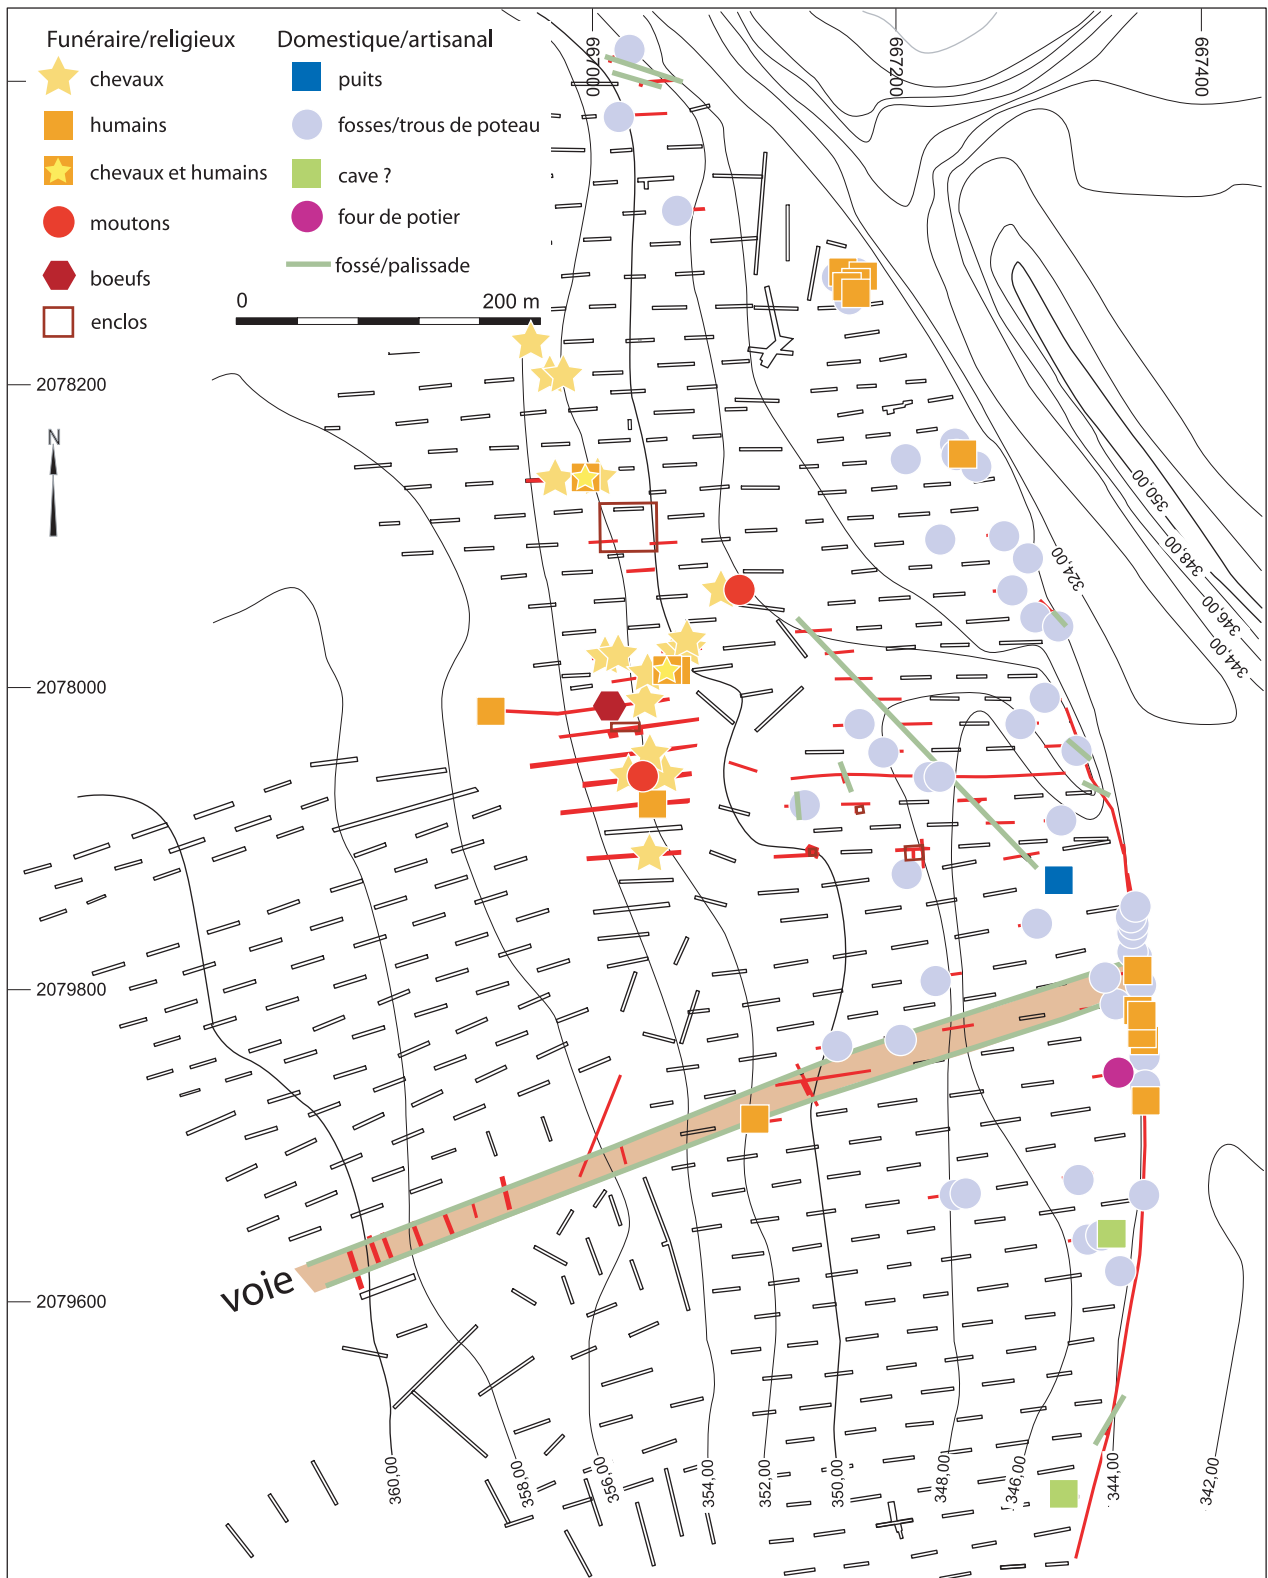 Funéraire/religieux
chevaux
humains
chevaux et humains
moutons
boeufs
enclos
Domestique/artisanal
puits
fosses/trous de poteau
cave ?
four de potier
fossé/palissade
0 200 m
667000
667200
667400
2078200
N
2078000
2079800
2079600
350,00
348,00
346,00
344,00
324,00
voie
360,00
358,00
356,00
354,00
352,00
350,00
348,00
346,00
344,00
342,00